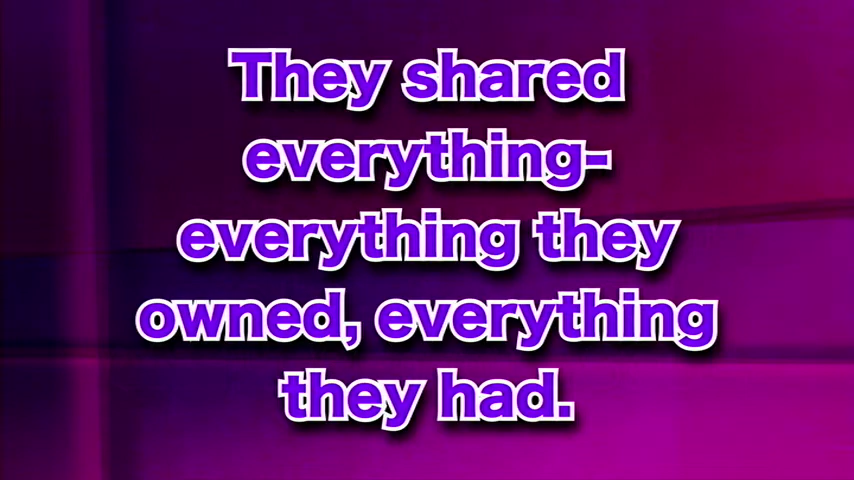 They shared
everything-
everything they
owned, everything
they had.